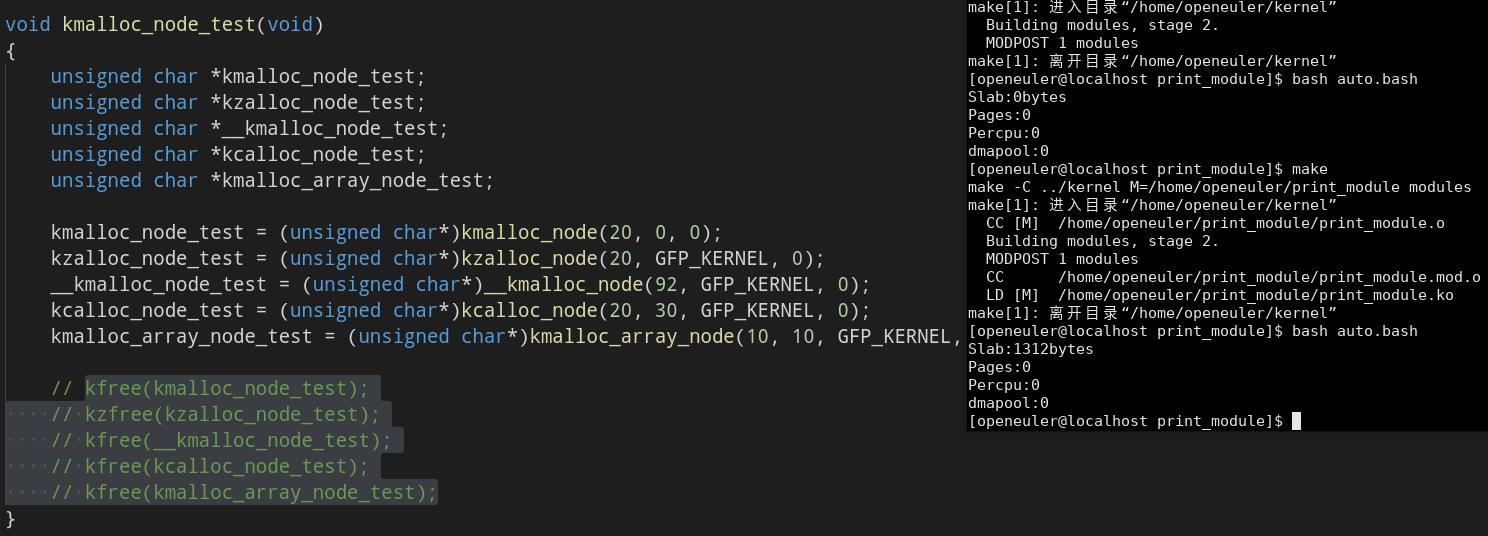 void kmalloc_node_test(void)
{
    unsigned char *kmalloc_node_test;
    unsigned char *kzalloc_node_test;
    unsigned char *__kmalloc_node_test;
    unsigned char *kcalloc_node_test;
    unsigned char *kmalloc_array_node_test;
    kmalloc_node_test = (unsigned char*)kmalloc_node(20, 0, 0);
    kzalloc_node_test = (unsigned char*)kzalloc_node(20, GFP_KERNEL, 0);
    __kmalloc_node_test = (unsigned char*)__kmalloc_node(92, GFP_KERNEL, 0);
    kcalloc_node_test = (unsigned char*)kcalloc_node(20, 30, GFP_KERNEL, 0);
    kmalloc_array_node_test = (unsigned char*)kmalloc_array_node(10, 10, GFP_KERNEL,
    // kfree(kmalloc_node_test);
    // kzfree(kzalloc_node_test);
    // kfree(__kmalloc_node_test);
    // kfree(kcalloc_node_test);
    // kfree(kmalloc_array_node_test);
}
make[1]: 进入目录“/home/openeuler/kernel”
  Building modules, stage 2.
  MODPOST 1 modules
make[1]: 离开目录“/home/openeuler/kernel”
[openeuler@localhost print_module]$ bash auto.bash
Slab:0bytes
Pages:0
Percpu:0
dmapool:0
[openeuler@localhost print_module]$ make
make -C ../kernel M=/home/openeuler/print_module modules
make[1]: 进入目录“/home/openeuler/kernel”
  CC [M]  /home/openeuler/print_module/print_module.o
  Building modules, stage 2.
  MODPOST 1 modules
  CC      /home/openeuler/print_module/print_module.mod.o
  LD [M]  /home/openeuler/print_module/print_module.ko
make[1]: 离开目录“/home/openeuler/kernel”
[openeuler@localhost print_module]$ bash auto.bash
Slab:1312bytes
Pages:0
Percpu:0
dmapool:0
[openeuler@localhost print_module]$